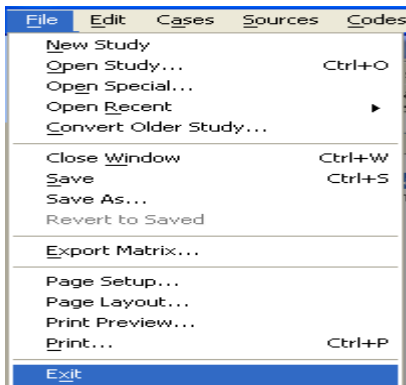 File Edit Cases Sources Codes
New Study
Open Study... Ctrl+O
Open Special...
Open Recent
Convert Older Study...
Close Window Ctrl+W
Save Ctrl+S
Save As...
Revert to Saved
Export Matrix...
Page Setup...
Page Layout...
Print Preview...
Print... Ctrl+P
Exit